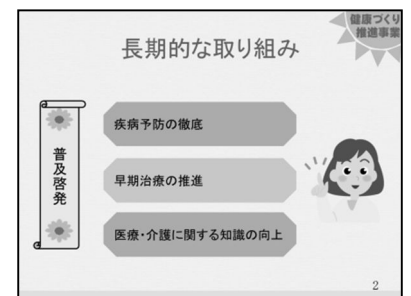 健康づくり
推進事業
長期的な取り組み
普及啓発
疾病予防の徹底
早期治療の推進
医療・介護に関する知識の向上
2